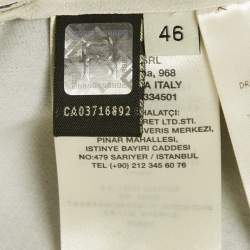 46
CA03716892
SRL
a, 968
A ITALY
334501
HALATÇI:
RET LTD.STI.
VERIS MERKEZI,
PINAR MAHALLESI,
ISTINYE BAYIRI CADDESI
NO:479 SARIYER / ISTANBUL
TEL (+90) 212 345 60 76